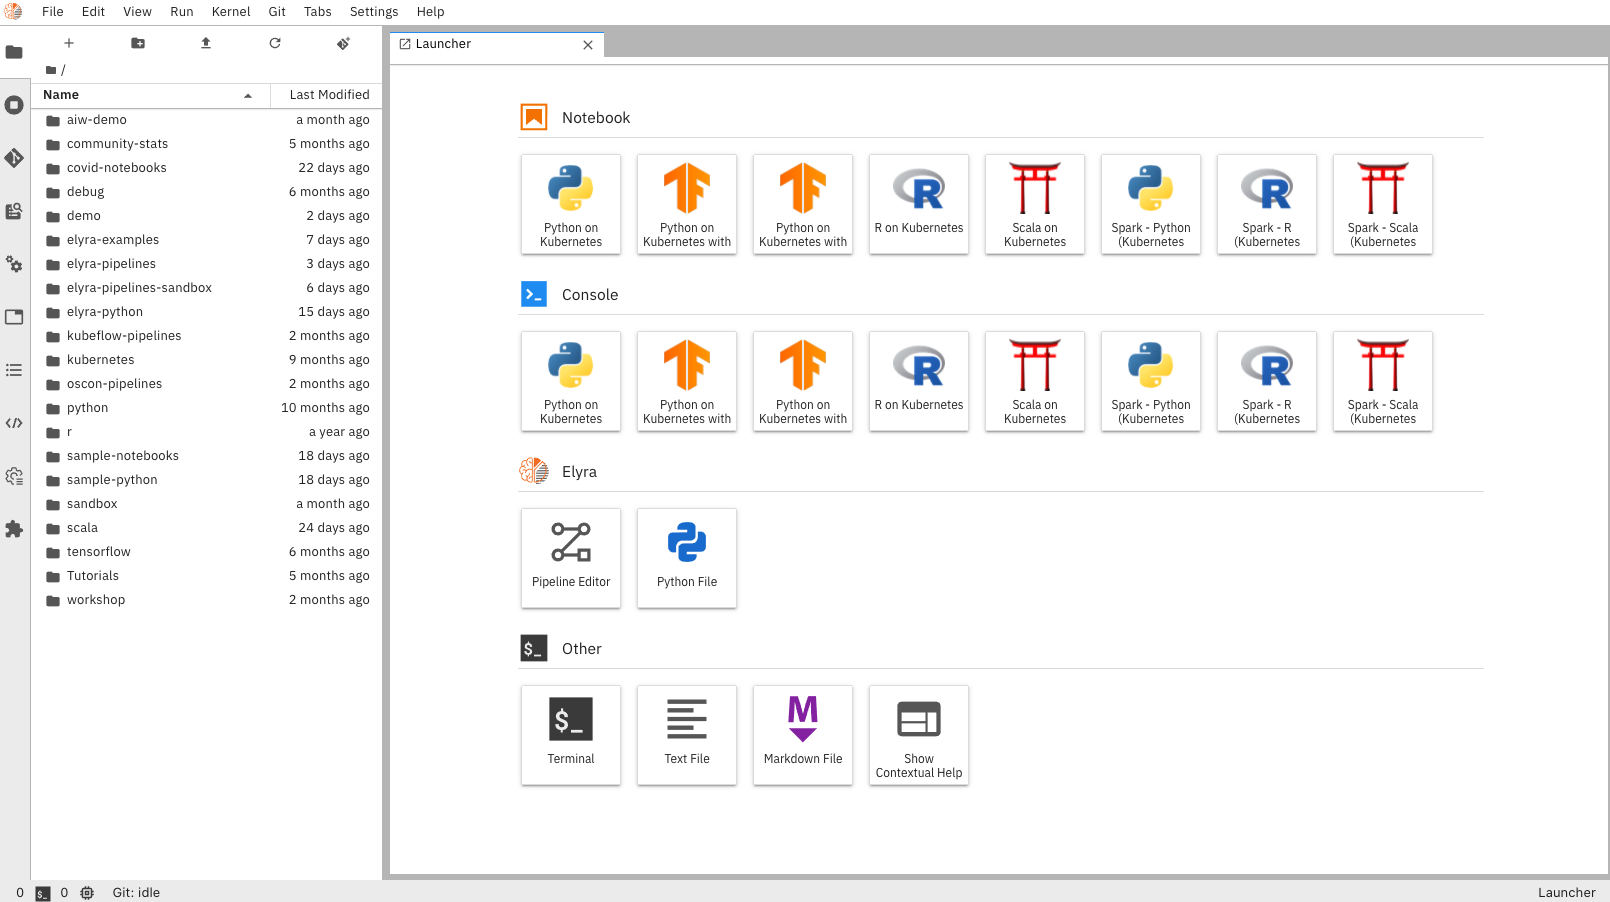 File Edit View Run Kernel Git Tabs Settings Help
/
Name Last Modified
aiw-demo a month ago
community-stats 5 months ago
covid-notebooks 22 days ago
debug 6 months ago
demo 2 days ago
elyra-examples 7 days ago
elyra-pipelines 3 days ago
elyra-pipelines-sandbox 6 days ago
elyra-python 15 days ago
kubeflow-pipelines 2 months ago
kubernetes 9 months ago
oscon-pipelines 2 months ago
python 10 months ago
r a year ago
sample-notebooks 18 days ago
sample-python 18 days ago
sandbox a month ago
scala 24 days ago
tensorflow 6 months ago
Tutorials 5 months ago
workshop 2 months ago
Launcher
Notebook
Python on
Kubernetes
Python on
Kubernetes with
Python on
Kubernetes with
R on Kubernetes
Scala on
Kubernetes
Spark - Python
(Kubernetes
Spark - R
(Kubernetes
Spark - Scala
(Kubernetes
Console
Python on
Kubernetes
Python on
Kubernetes with
Python on
Kubernetes with
R on Kubernetes
Scala on
Kubernetes
Spark - Python
(Kubernetes
Spark - R
(Kubernetes
Spark - Scala
(Kubernetes
Elyra
Pipeline Editor
Python File
$_ Other
$_
Terminal
Text File
M
Markdown File
Show
Contextual Help
0 $_ 0 Git: idle Launcher